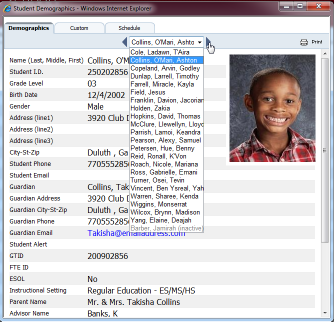 Student Demographics - Windows Internet Explorer
Demographics Custom Schedule
Collins, O'Mari, Ashto
Print
Cole, Ladawn, T'Aira
Name (Last, Middle, First) Collins, O'M
Collins, O'Mari, Ashton
Student I.D. 250202856
Copeland, Arvin, Godley
Dunlap, Larrell, Timothy
Grade Level 03
Farrell, Miracle, Kayla
Birth Date 12/4/2002
Field, Jesus
Franklin, Davion, Jacorian
Gender Male
Holden, Zakia
Address (line1) 3920 Club D
Hopkins, David, Thomas
Address (line2)
McClure, Llewellyn, Lloyd
Address (line3)
Parrish, Lamoi, Keandra
Pearson, Alexy, Samuel
City-St-Zip Duluth , Ga
Petersen, Hue, Benny
Student Phone 7705552856
Reid, Ronall, K'Von
Roach, Nicole, Mariana
Student Email
Ross, Gabrielle, Emani
Guardian Collins, Tak
Turner, Osei, Tevin
Vincent, Ben Ysreal, Yah
Guardian Address 3920 Club D
Warren, Sharee, Kenda
Guardian City-St-Zip Duluth , Ga
Wiggins, Monserrat
Guardian Phone 7705552856
Wilcox, Brynn, Madison
Yang, Elaine, Deajah
Guardian Email Takisha@emailaddress.com
Barber, Jamirah (inactive)
Student Alert
GTID 200902856
FTE ID
ESOL No
Instructional Setting Regular Education - ES/MS/HS
Parent Name Mr. & Mrs. Takisha Collins
Advisor Name Banks, K